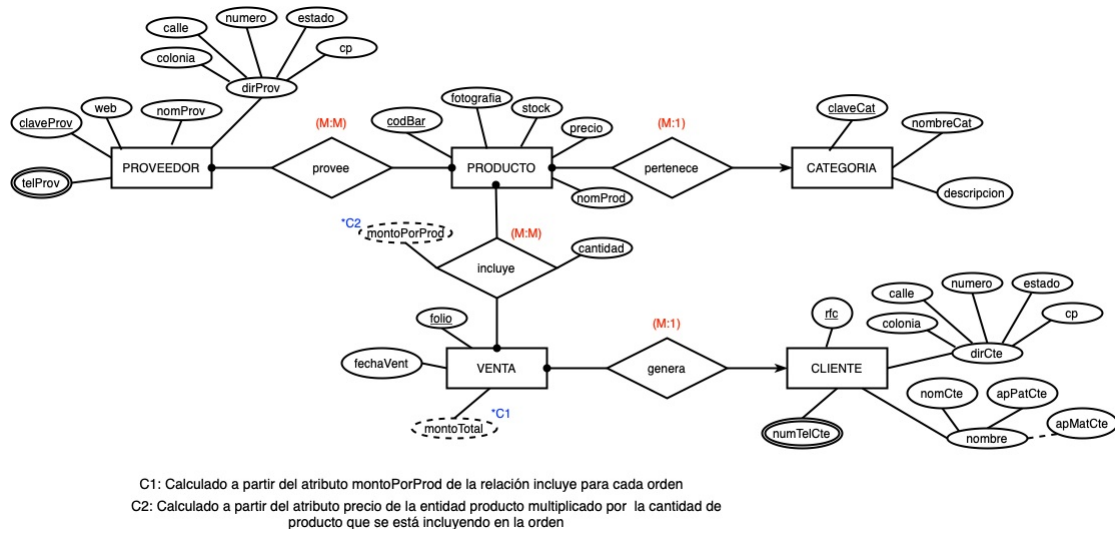 calle
numero
estado
colonia
cp
dirProv
web
nomProv
claveProv
telProv
PROVEEDOR
(M:M)
provee
codBar
fotografia
stock
precio
nomProd
PRODUCTO
(M:1)
pertenece
claveCat
nombreCat
descripcion
CATEGORIA
*C2
montoPorProd
(M:M)
incluye
cantidad
folio
fechaVent
VENTA
montoTotal
*C1
(M:1)
genera
rfc
CLIENTE
numTelCte
calle
numero
estado
colonia
cp
dirCte
nomCte
apPatCte
apMatCte
nombre
C1: Calculado a partir del atributo montoPorProd de la relación incluye para cada orden
C2: Calculado a partir del atributo precio de la entidad producto multiplicado por la cantidad de
producto que se está incluyendo en la orden